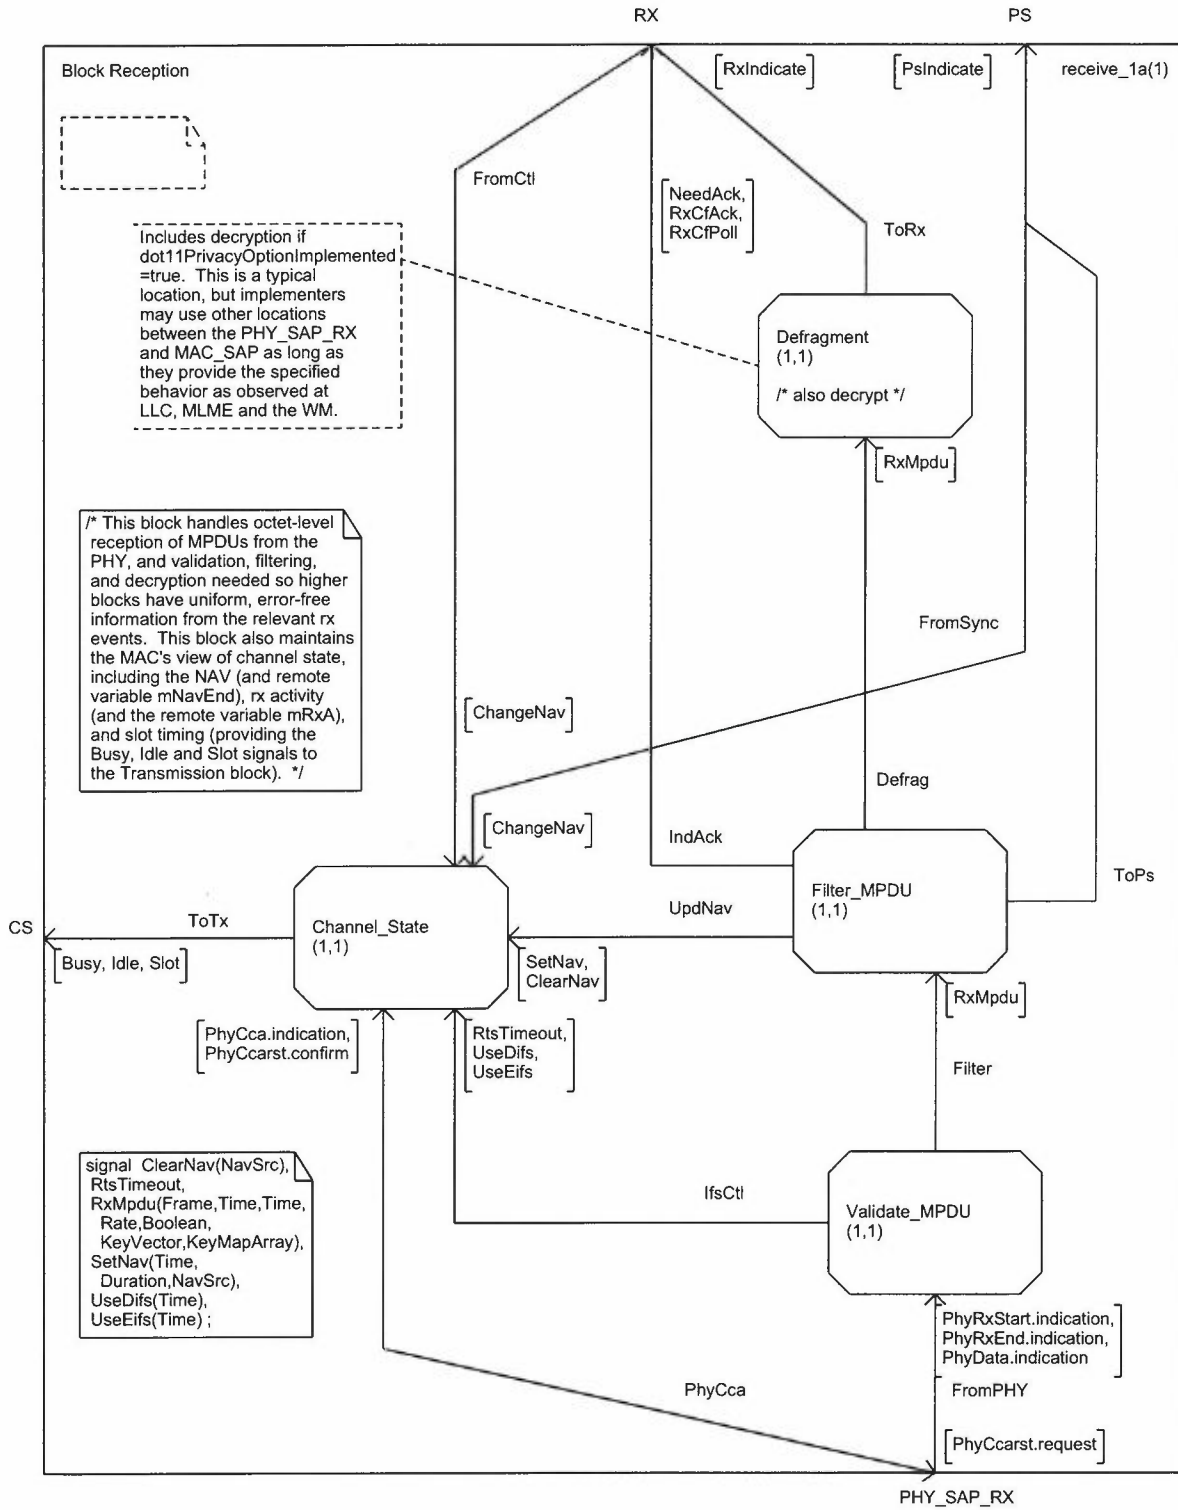 RX
PS
Block Reception
[RxIndicate]
[PsIndicate]
receive_1a(1)
FromCtl
[NeedAck,
RxCfAck,
RxCfPoll]
ToRx
Includes decryption if
dot11PrivacyOptionImplemented
=true. This is a typical
location, but implementers
may use other locations
between the PHY_SAP_RX
and MAC_SAP as long as
they provide the specified
behavior as observed at
LLC, MLME and the WM.
Defragment
(1,1)
/* also decrypt */
[RxMpdu]
/* This block handles octet-level
reception of MPDUs from the
PHY, and validation, filtering,
and decryption needed so higher
blocks have uniform, error-free
information from the relevant rx
events. This block also maintains
the MAC's view of channel state,
including the NAV (and remote
variable mNavEnd), rx activity
(and the remote variable mRxA),
and slot timing (providing the
Busy, Idle and Slot signals to
the Transmission block). */
FromSync
[ChangeNav]
Defrag
[ChangeNav]
IndAck
ToPs
Filter_MPDU
(1,1)
UpdNav
CS
ToTx
Channel_State
(1,1)
[Busy, Idle, Slot]
[SetNav,
ClearNav]
[RxMpdu]
[PhyCca.indication,
PhyCcarst.confirm]
[RtsTimeout,
UseDifs,
UseEifs]
Filter
signal ClearNav(NavSrc),
RtsTimeout,
RxMpdu(Frame,Time,Time,
Rate,Boolean,
KeyVector,KeyMapArray),
SetNav(Time,
Duration,NavSrc),
UseDifs(Time),
UseEifs(Time) ;
IfsCtl
Validate_MPDU
(1,1)
[PhyRxStart.indication,
PhyRxEnd.indication,
PhyData.indication]
PhyCca
FromPHY
[PhyCcarst.request]
PHY_SAP_RX